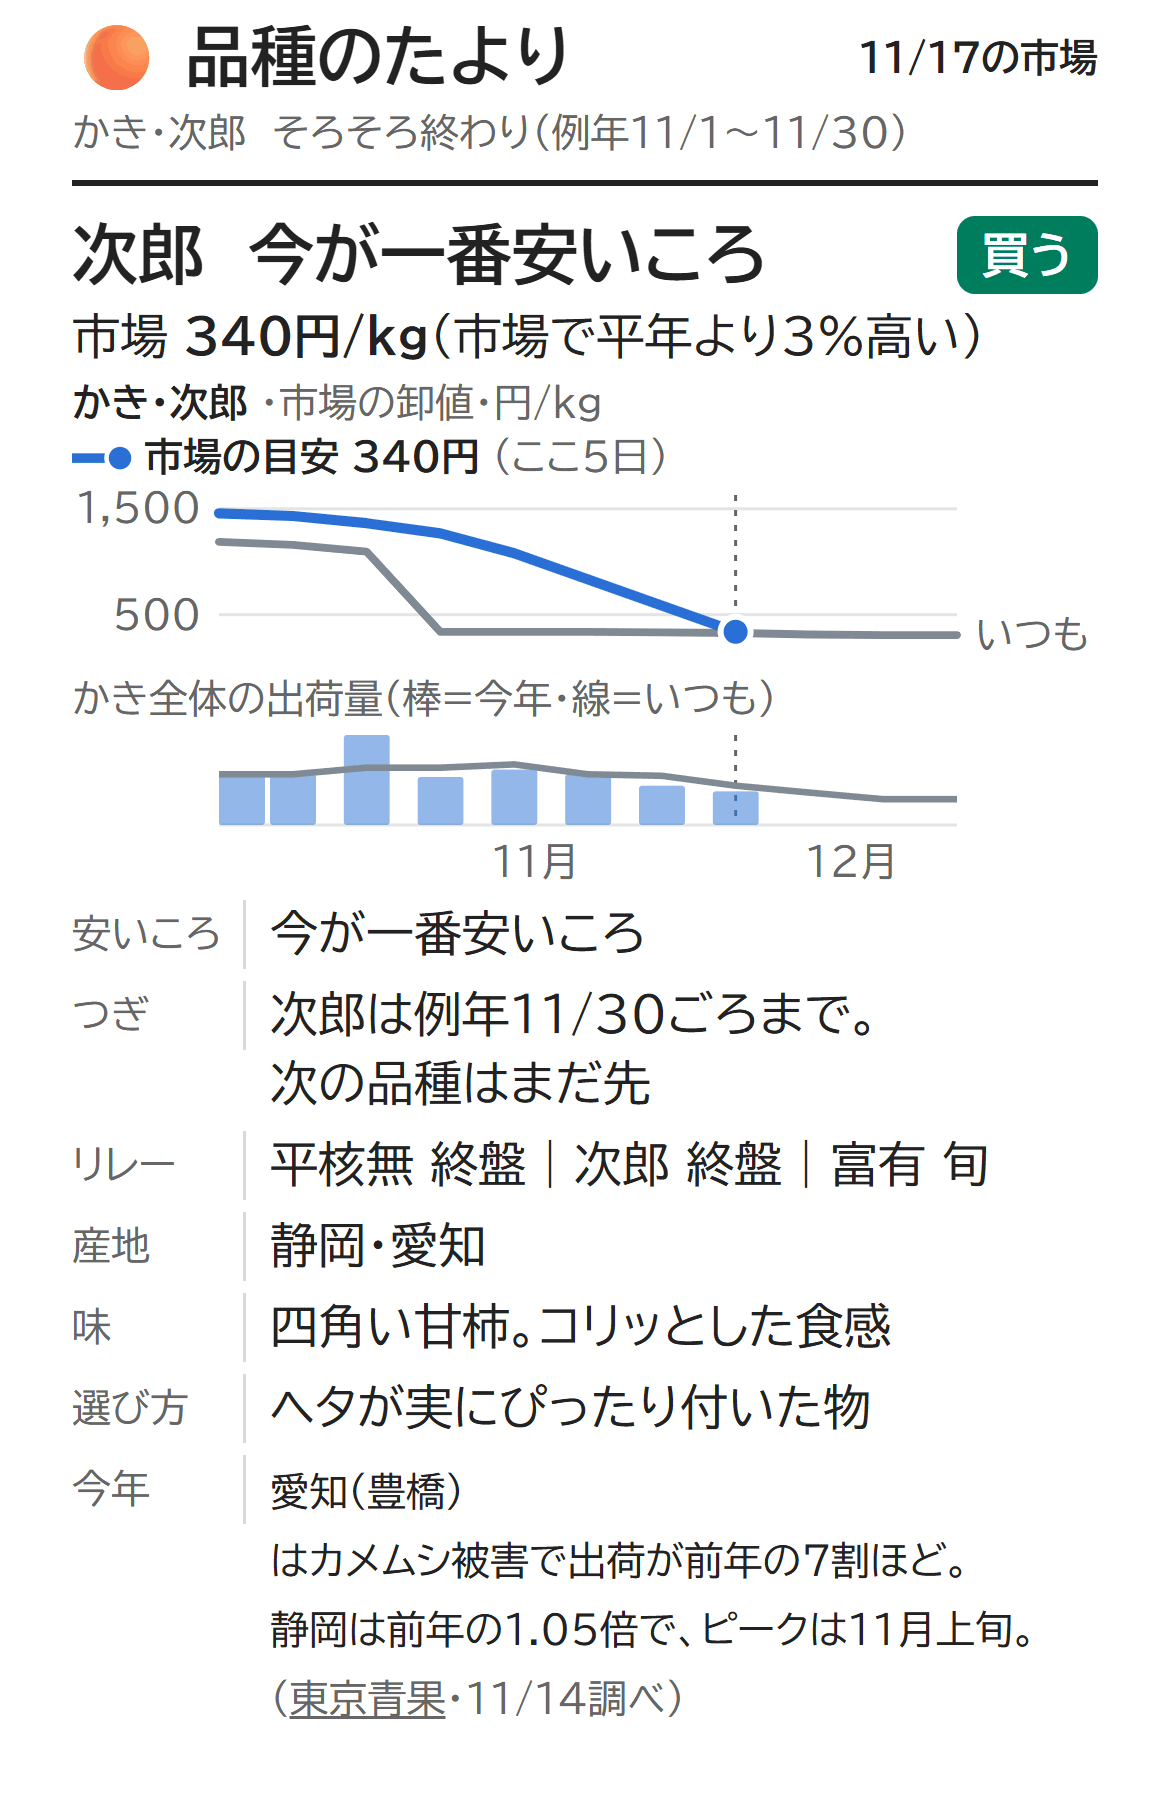 品種のたより
11/17の市場
かき・次郎 そろそろ終わり（例年11/1～11/30）
次郎 今が一番安いころ
買う
市場 340円/kg（市場で平年より3%高い）
かき・次郎 ・市場の卸値・円/kg
市場の目安 340円（ここ5日）
1,500
500
いつも
かき全体の出荷量（棒=今年・線=いつも）
11月
12月
安いころ 今が一番安いころ
つぎ 次郎は例年11/30ごろまで。
次の品種はまだ先
リレー 平核無 終盤｜次郎 終盤｜富有 旬
産地 静岡・愛知
味 四角い甘柿。コリッとした食感
選び方 ヘタが実にぴったり付いた物
今年 愛知（豊橋）
はカメムシ被害で出荷が前年の7割ほど。
静岡は前年の1.05倍で、ピークは11月上旬。
（東京青果・11/14調べ）